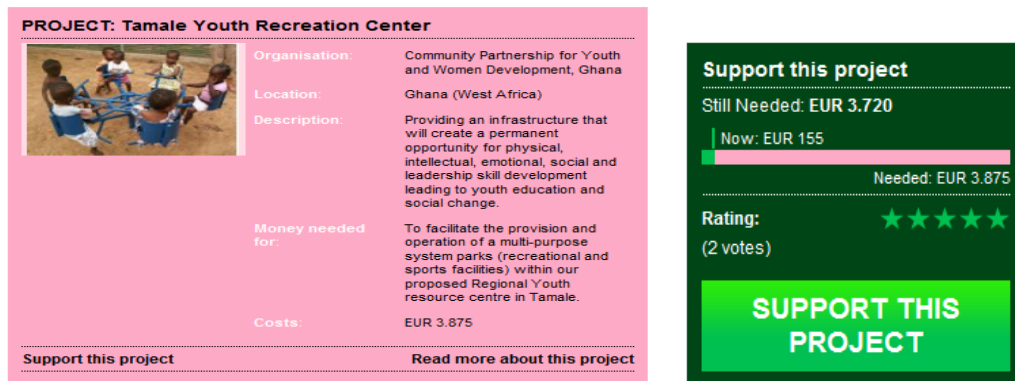 PROJECT: Tamale Youth Recreation Center
Organisation:
Community Partnership for Youth
and Women Development, Ghana
Location:
Ghana (West Africa)
Description:
Providing an infrastructure that
will create a permanent
opportunity for physical,
intellectual, emotional, social and
leadership skill development
leading to youth education and
social change.
Money needed
for:
To facilitate the provision and
operation of a multi-purpose
system parks (recreational and
sports facilities) within our
proposed Regional Youth
resource centre in Tamale.
Costs:
EUR 3.875
Support this project
Read more about this project
Support this project
Still Needed: EUR 3.720
Now: EUR 155
Needed: EUR 3.875
Rating:
(2 votes)
SUPPORT THIS
PROJECT